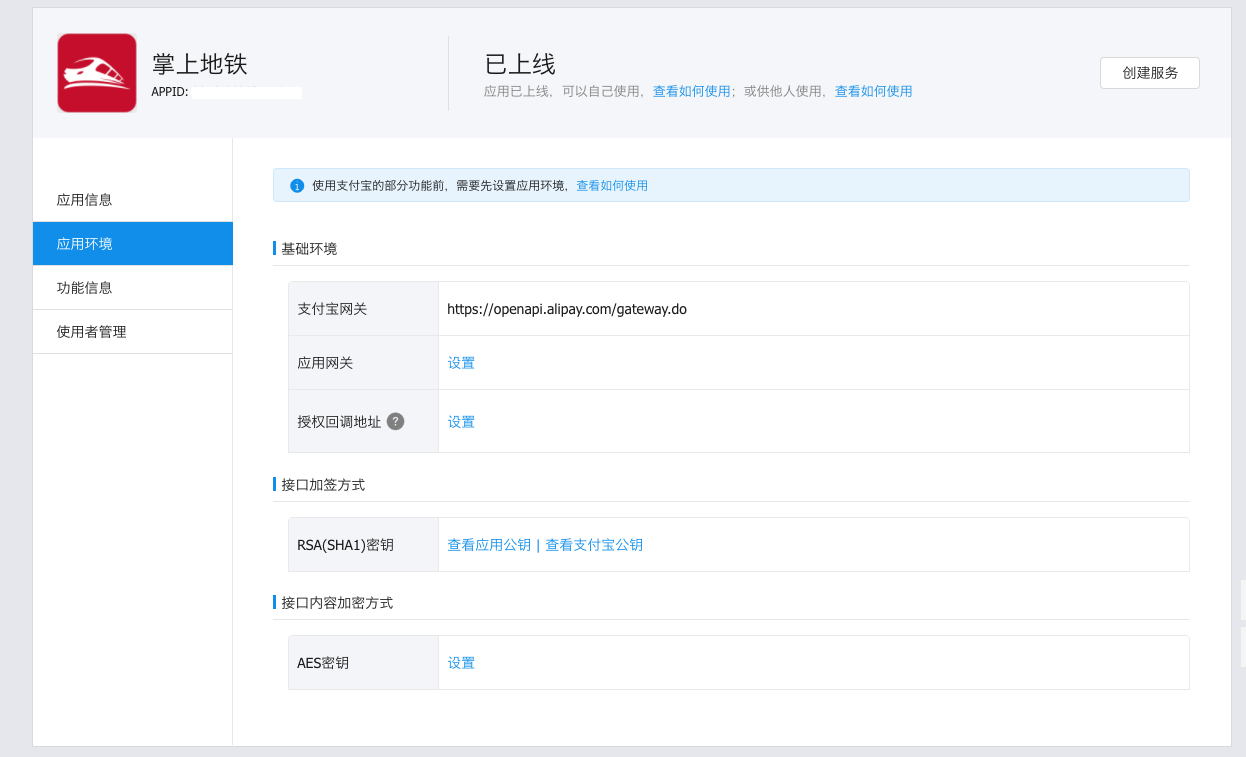 掌上地铁
APPID:
已上线
应用已上线，可以自己使用，查看如何使用；或供他人使用，查看如何使用
创建服务
应用信息
应用环境
功能信息
使用者管理
使用支付宝的部分功能前，需要先设置应用环境，查看如何使用
基础环境
支付宝网关 https://openapi.alipay.com/gateway.do
应用网关 设置
授权回调地址 ? 设置
接口加签方式
RSA(SHA1)密钥 查看应用公钥 | 查看支付宝公钥
接口内容加密方式
AES密钥 设置